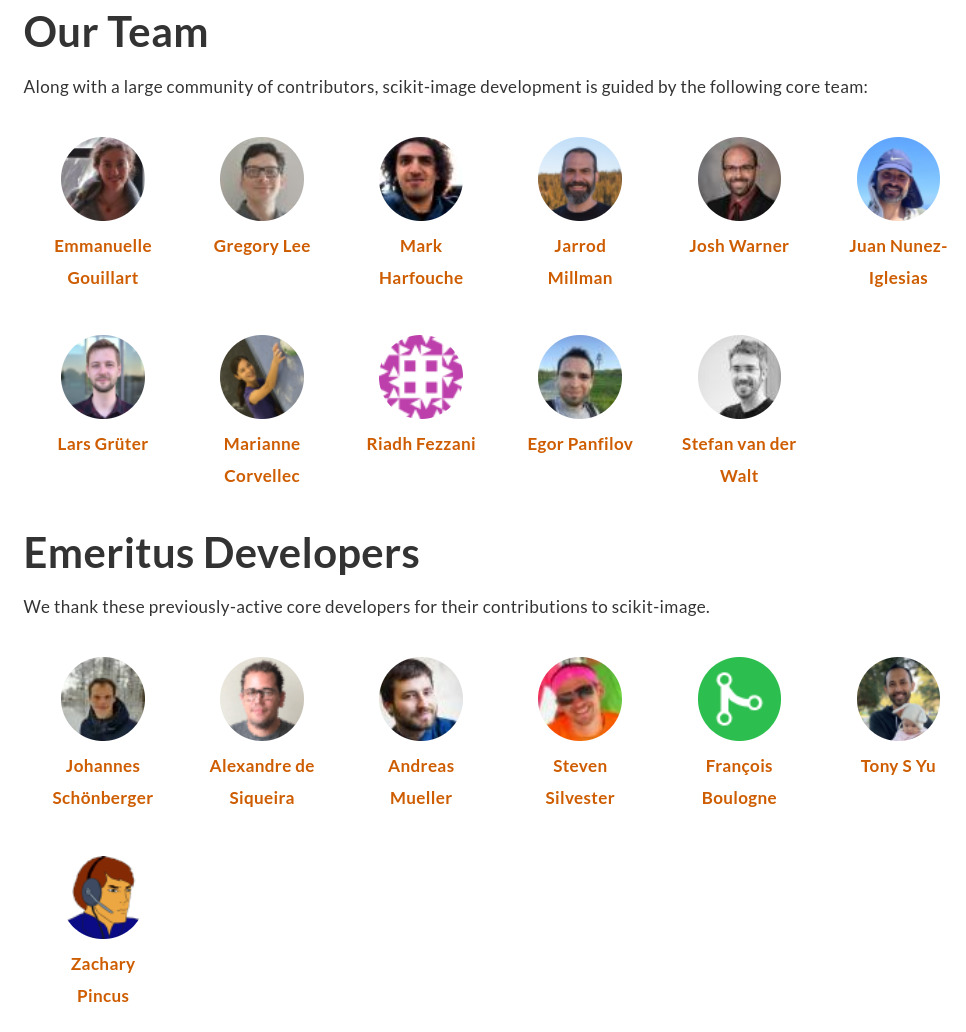 Our Team
Along with a large community of contributors, scikit-image development is guided by the following core team:
Emmanuelle
Gouillart
Gregory Lee
Mark
Harfouche
Jarrod
Millman
Josh Warner
Juan Nunez-
Iglesias
Lars Grüter
Marianne
Corvellec
Riadh Fezzani
Egor Panfilov
Stefan van der
Walt
Emeritus Developers
We thank these previously-active core developers for their contributions to scikit-image.
Johannes
Schönberger
Alexandre de
Siqueira
Andreas
Mueller
Steven
Silvester
François
Boulogne
Tony S Yu
Zachary
Pincus